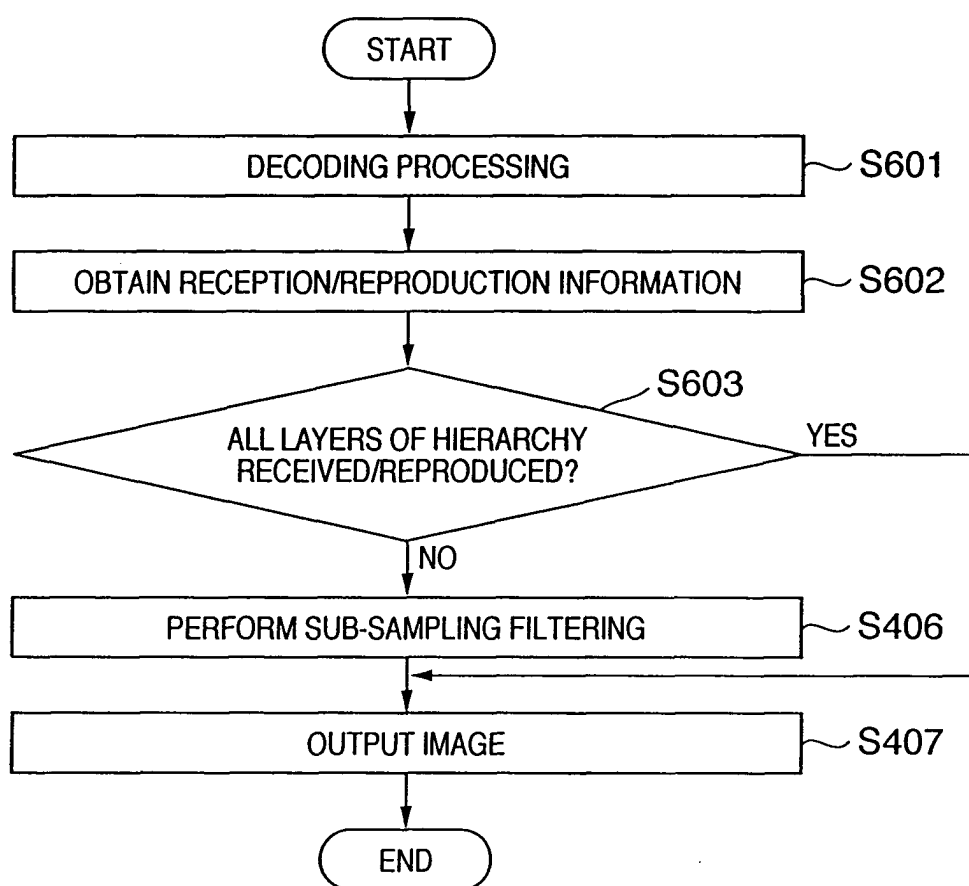 START
DECODING PROCESSING
S601
OBTAIN RECEPTION/REPRODUCTION INFORMATION
S602
S603
ALL LAYERS OF HIERARCHY
RECEIVED/REPRODUCED?
YES
NO
PERFORM SUB-SAMPLING FILTERING
S406
OUTPUT IMAGE
S407
END